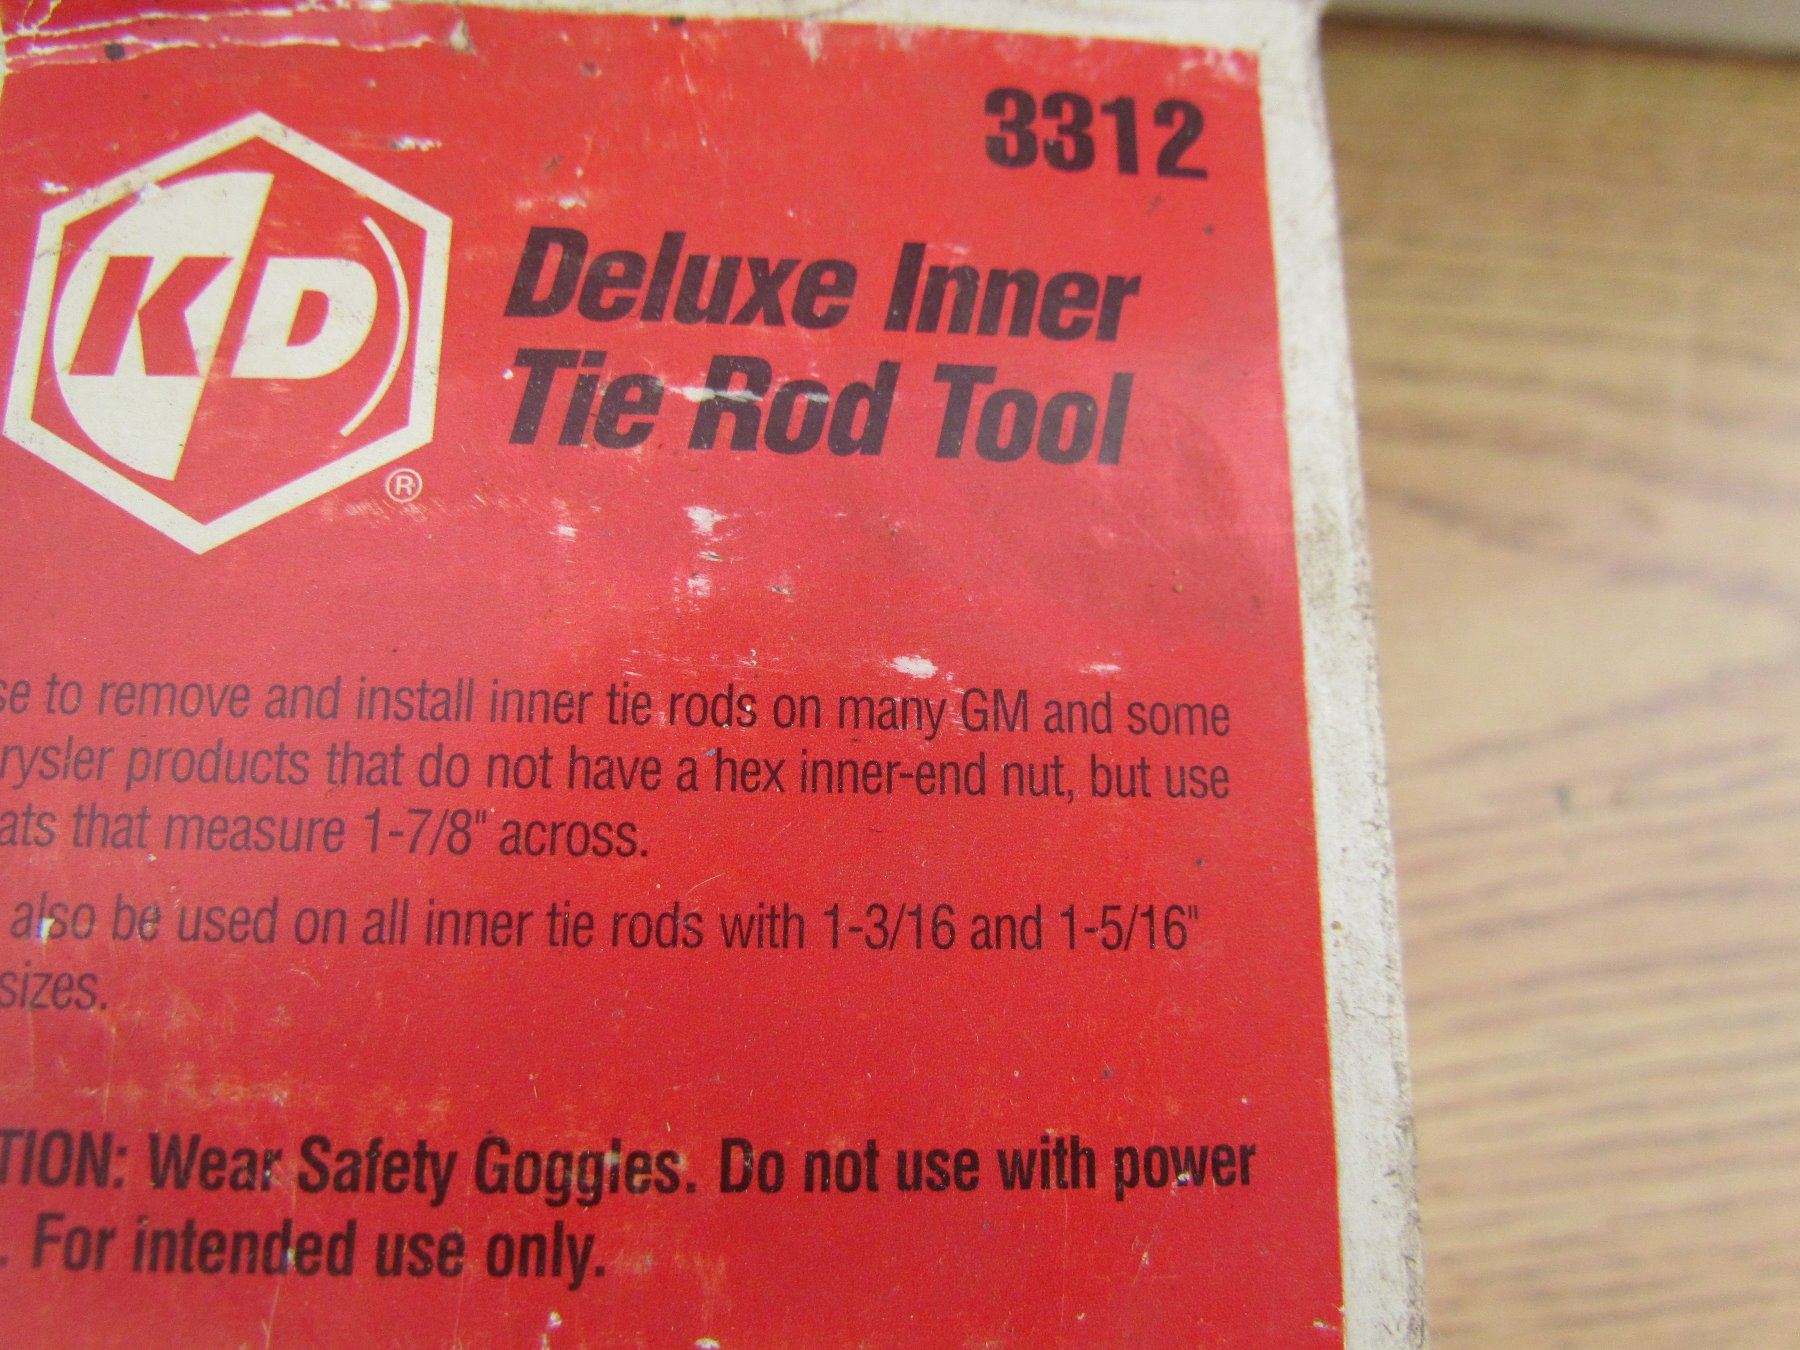 3312
KD
®
Deluxe Inner
Tie Rod Tool
se to remove and install inner tie rods on many GM and some
rysler products that do not have a hex inner-end nut, but use
ats that measure 1-7/8" across.
also be used on all inner tie rods with 1-3/16 and 1-5/16"
sizes.
TION: Wear Safety Goggles. Do not use with power
. For intended use only.